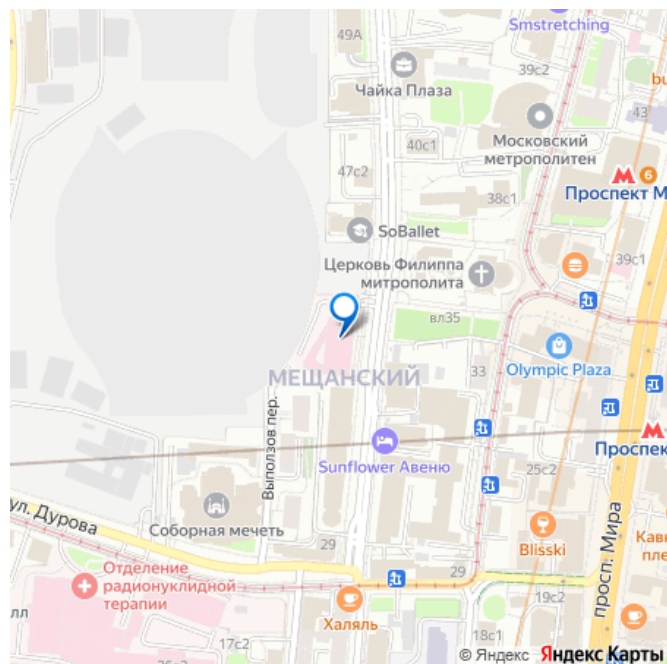 Smstretching
49А
39с2
bu
Чайка Плаза
43
40с1
Московский
метрополитен
47с2
М 6
Проспект М
38с1
SoBallet
39с1
Церковь Филиппа
митрополита
вл35
33
Olympic Plaza
МЕЩАНСКИЙ
М
Проспек
Выползов пер.
Sunflower Авеню
25с2
ул. Дурова
Соборная мечеть
Blisski
просп. Мира
Кавк
пле
29
29
Отделение
радионуклидной
терапии
19с2
Халяль
17с2
18с1
© Яндекс Яндекс Карты